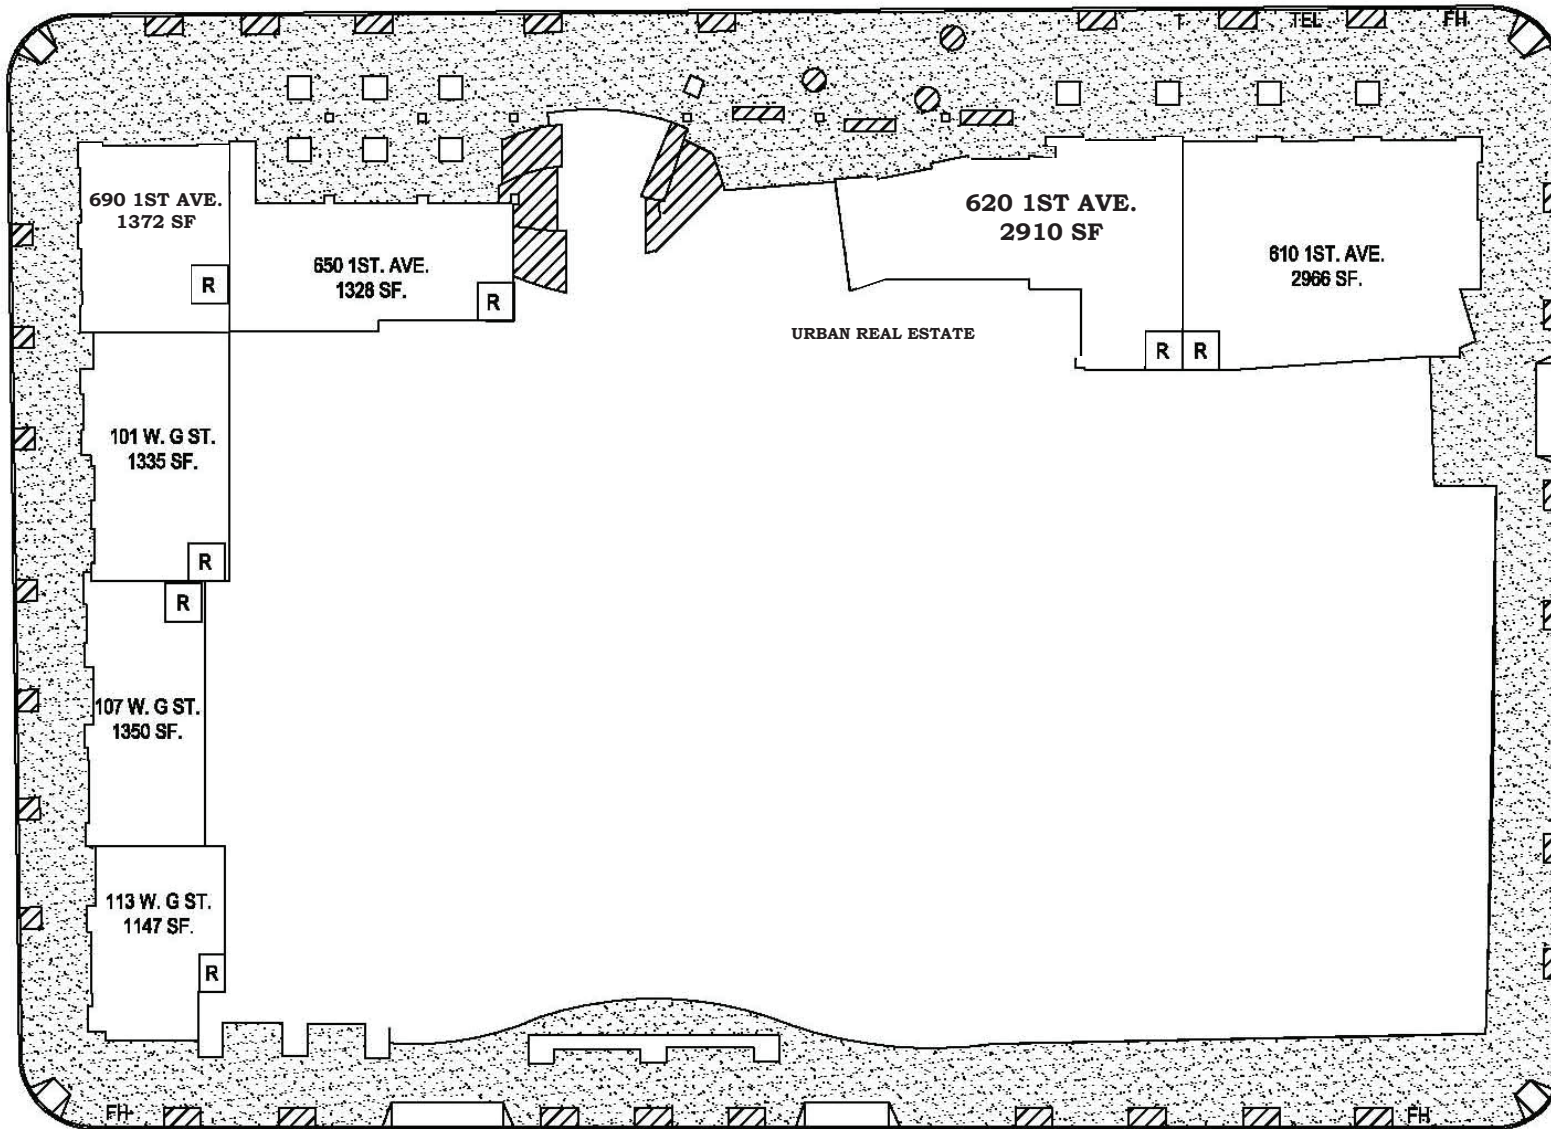 T
TEL
FH
690 1ST AVE.
1372 SF
R
650 1ST. AVE.
1328 SF.
R
620 1ST AVE.
2910 SF
610 1ST. AVE.
2966 SF.
URBAN REAL ESTATE
R
R
101 W. G ST.
1335 SF.
R
R
107 W. G ST.
1350 SF.
113 W. G ST.
1147 SF.
R
FH
FH